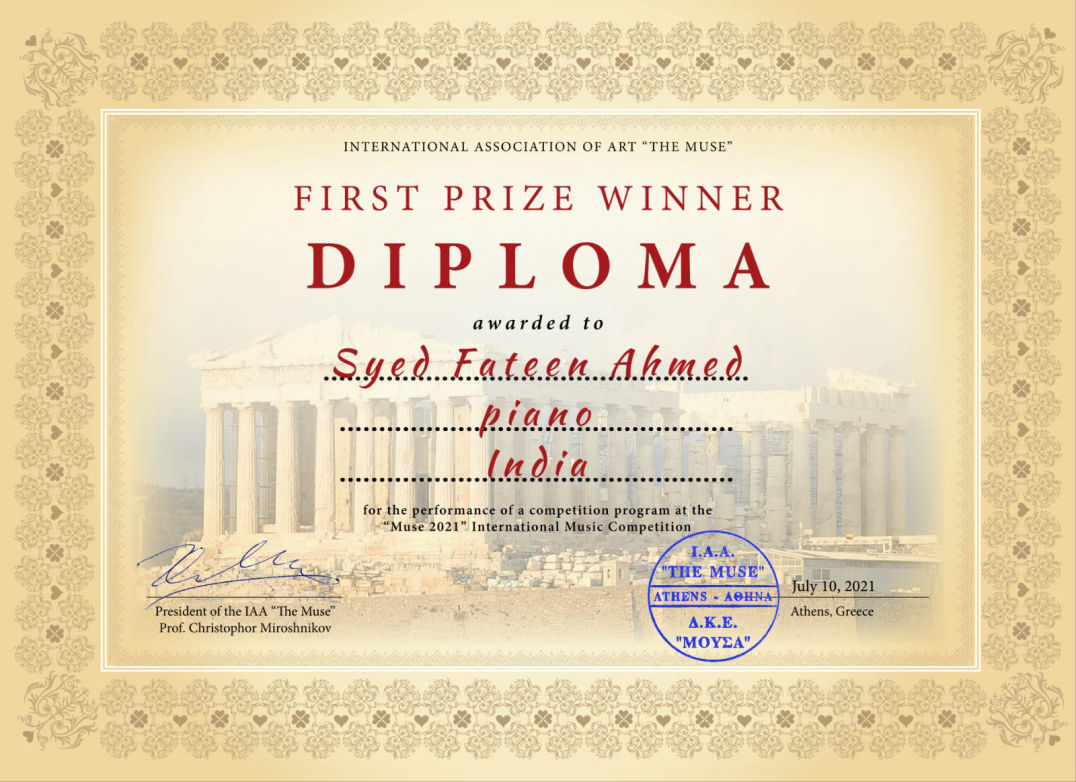 INTERNATIONAL ASSOCIATION OF ART “THE MUSE”
FIRST PRIZE WINNER
DIPLOMA
awarded to
Syed Fateen Ahmed
piano
India
for the performance of a competition program at the
“Muse 2021” International Music Competition
President of the IAA “The Muse”
Prof. Christophor Miroshnikov
I.A.A.
"THE MUSE"
ATHENS - ΑΘΗΝΑ
Δ.Κ.Ε.
"ΜΟΥΣΑ"
July 10, 2021
Athens, Greece